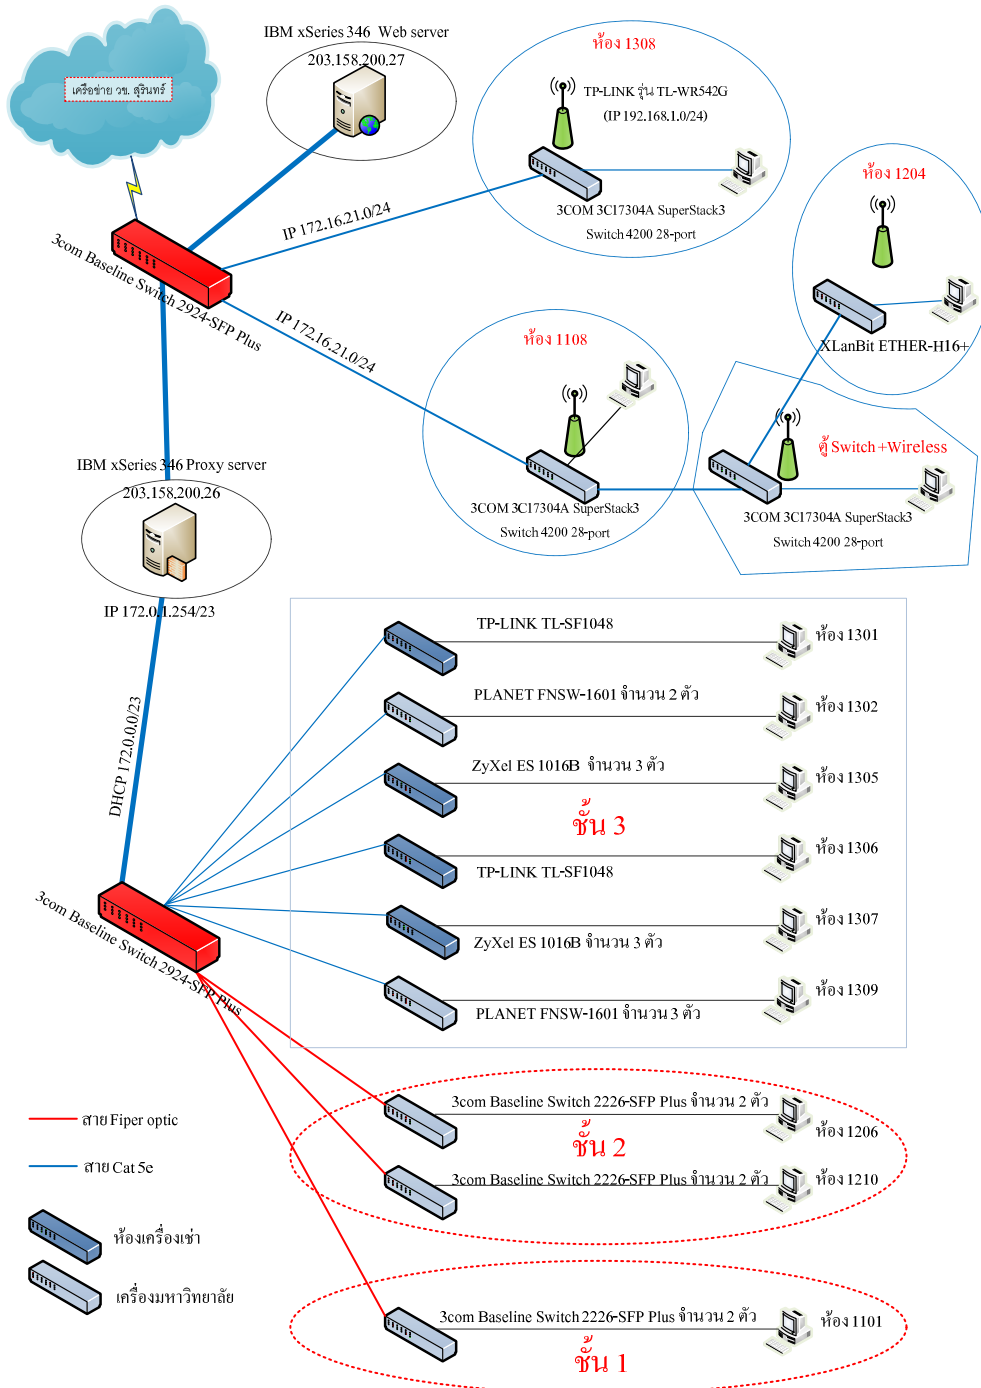 เครือข่าย วข. สุรินทร์
IBM xSeries 346 Web server
203.158.200.27
ห้อง 1308
TP-LINK รุ่น TL-WR542G
(IP 192.168.1.0/24)
3COM 3C17304A SuperStack3
Switch 4200 28-port
ห้อง 1204
XLanBit ETHER-H16+
IP 172.16.21.0/24
3com Baseline Switch 2924-SFP Plus
IP 172.16.21.0/24
ห้อง 1108
3COM 3C17304A SuperStack3
Switch 4200 28-port
ตู้ Switch +Wireless
3COM 3C17304A SuperStack3
Switch 4200 28-port
IBM xSeries 346 Proxy server
203.158.200.26
IP 172.0.1.254/23
DHCP 172.0.0.0/23
3com Baseline Switch 2924-SFP Plus
TP-LINK TL-SF1048
ห้อง 1301
PLANET FNSW-1601 จำนวน 2 ตัว
ห้อง 1302
ZyXel ES 1016B จำนวน 3 ตัว
ห้อง 1305
ชั้น 3
TP-LINK TL-SF1048
ห้อง 1306
ZyXel ES 1016B จำนวน 3 ตัว
ห้อง 1307
PLANET FNSW-1601 จำนวน 3 ตัว
ห้อง 1309
3com Baseline Switch 2226-SFP Plus จำนวน 2 ตัว
ห้อง 1206
ชั้น 2
3com Baseline Switch 2226-SFP Plus จำนวน 2 ตัว
ห้อง 1210
3com Baseline Switch 2226-SFP Plus จำนวน 2 ตัว
ห้อง 1101
ชั้น 1
สาย Fiper optic
สาย Cat 5e
ห้องเครื่องเช่า
เครื่องมหาวิทยาลัย